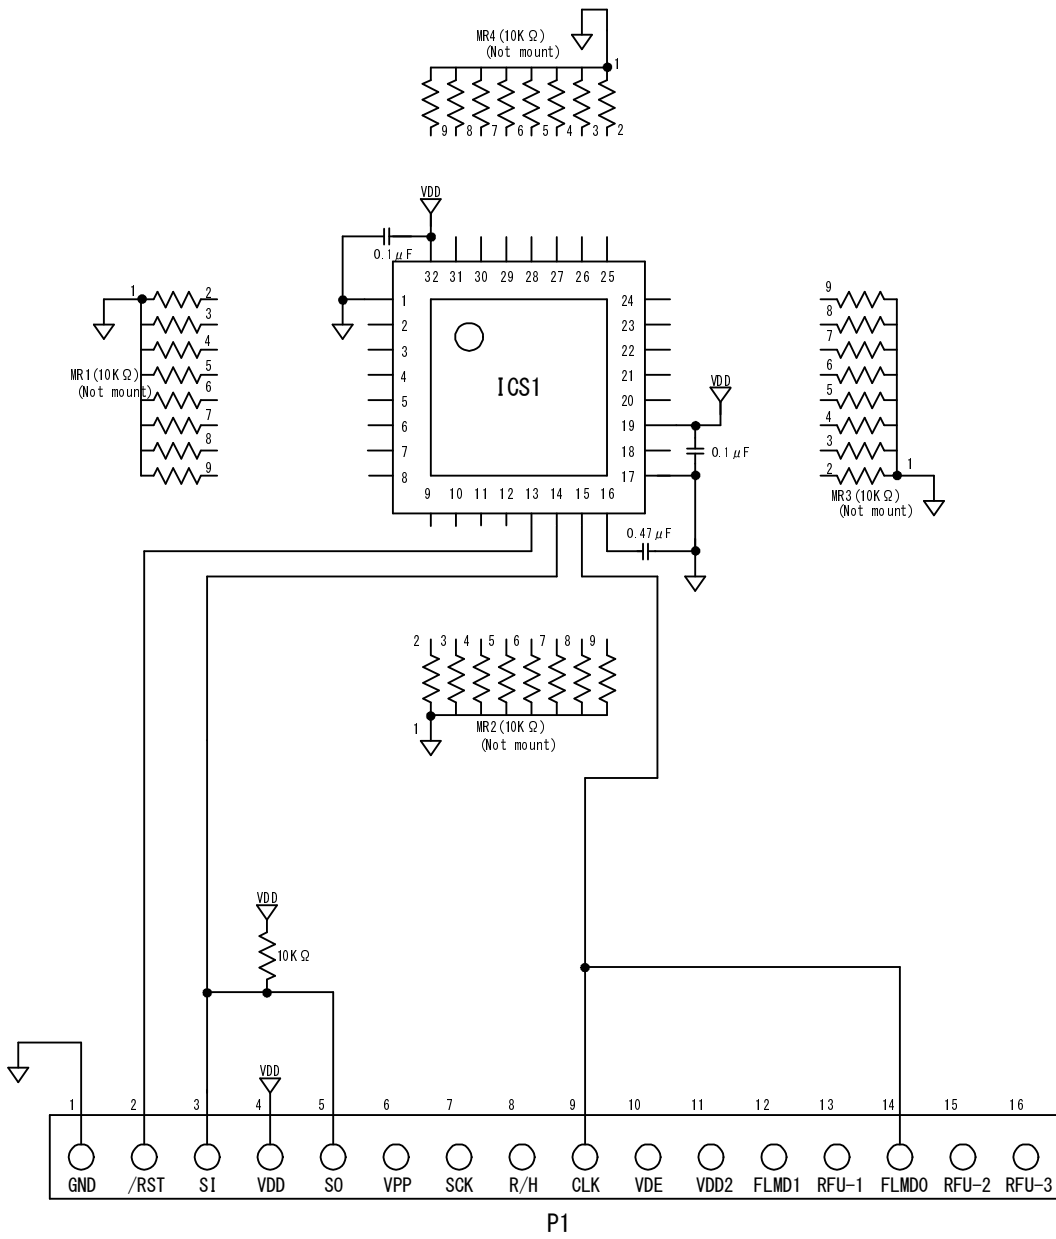 MR4(10KΩ)
(Not mount)
1
9 8 7 6 5 4 3 2
VDD
0.1μF
32 31 30 29 28 27 26 25
1 2 3 4 5 6 7 8
24 23 22 21 20 19 18 17
9 10 11 12 13 14 15 16
ICS1
1
2 3 4 5 6 7 8 9
MR1(10KΩ)
(Not mount)
VDD
0.1μF
0.47μF
9 8 7 6 5 4 3 2
1
MR3(10KΩ)
(Not mount)
2 3 4 5 6 7 8 9
1
MR2(10KΩ)
(Not mount)
VDD
10KΩ
VDD
1 2 3 4 5 6 7 8 9 10 11 12 13 14 15 16
GND /RST SI VDD SO VPP SCK R/H CLK VDE VDD2 FLMD1 RFU-1 FLMD0 RFU-2 RFU-3
P1